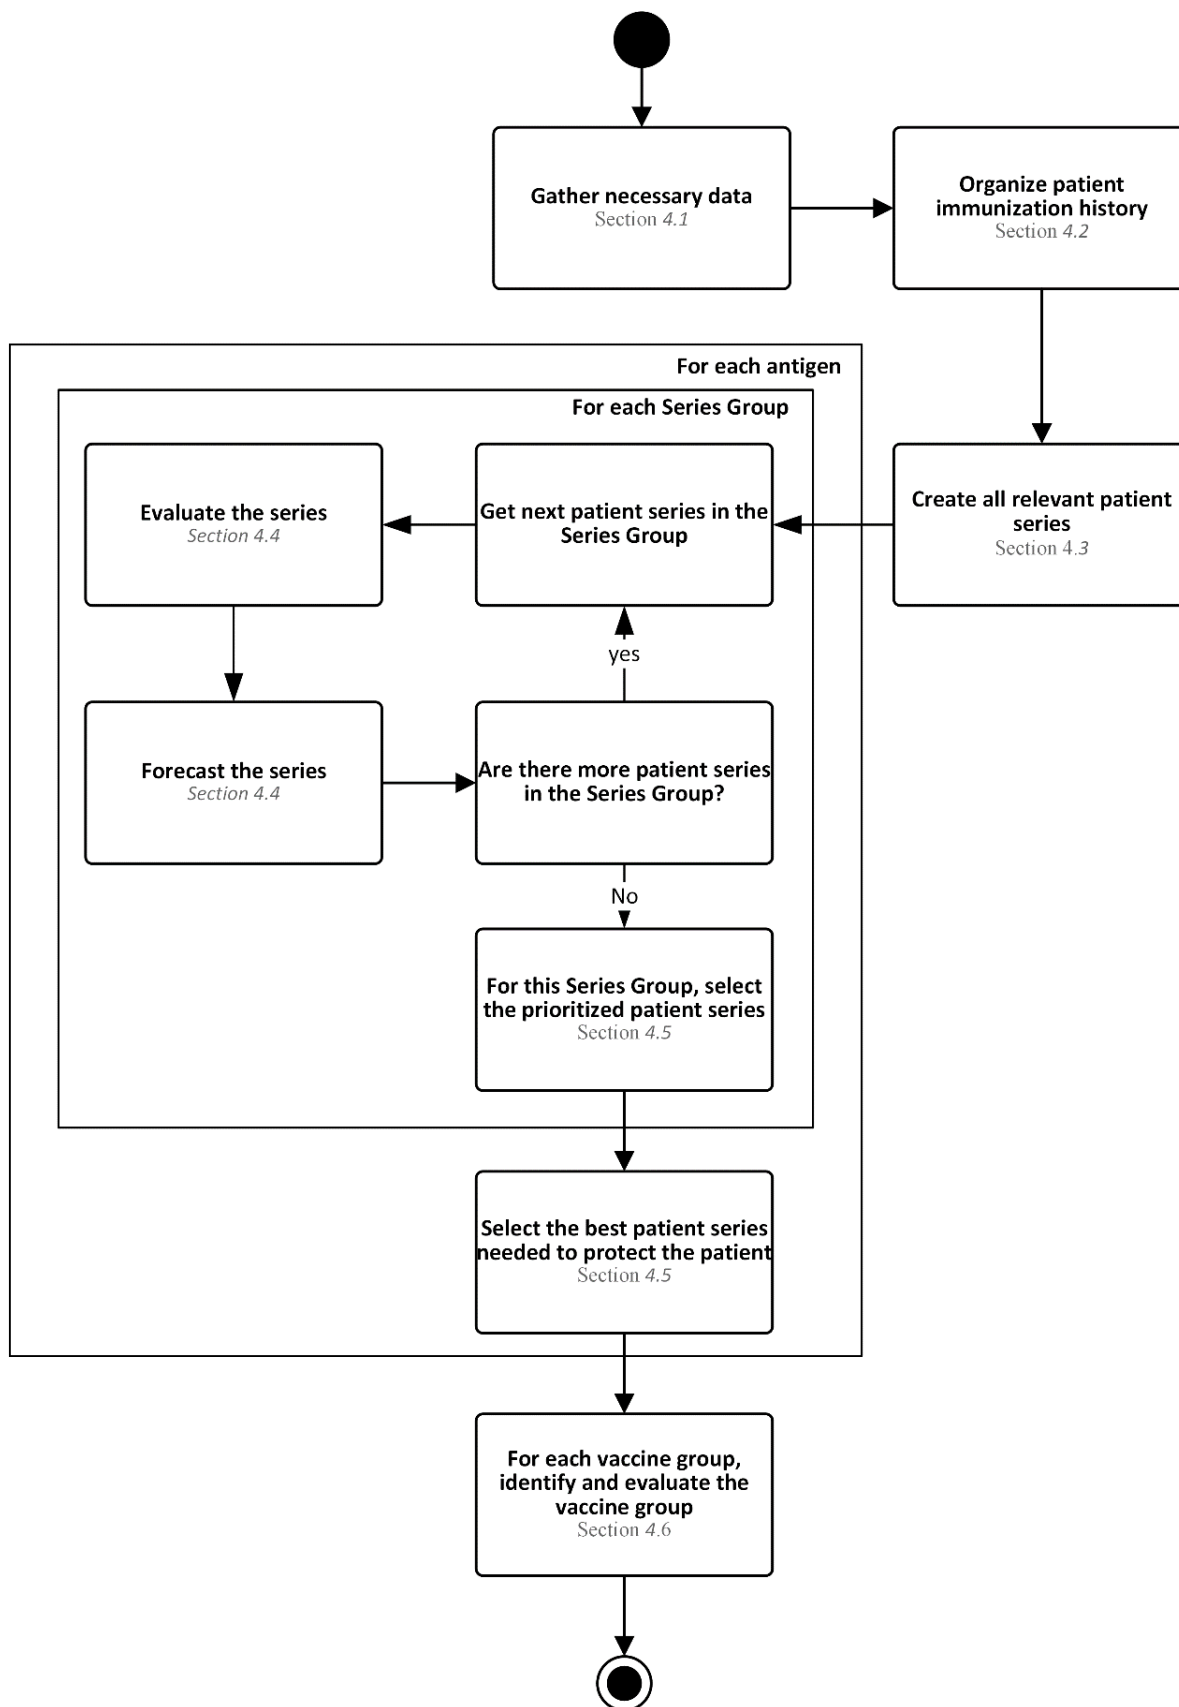 Gather necessary data
Section 4.1
Organize patient
immunization history
Section 4.2
For each antigen
For each Series Group
Evaluate the series
Section 4.4
Get next patient series in the
Series Group
Create all relevant patient
series
Section 4.3
yes
Forecast the series
Section 4.4
Are there more patient series
in the Series Group?
No
For this Series Group, select
the prioritized patient series
Section 4.5
Select the best patient series
needed to protect the patient
Section 4.5
For each vaccine group,
identify and evaluate the
vaccine group
Section 4.6